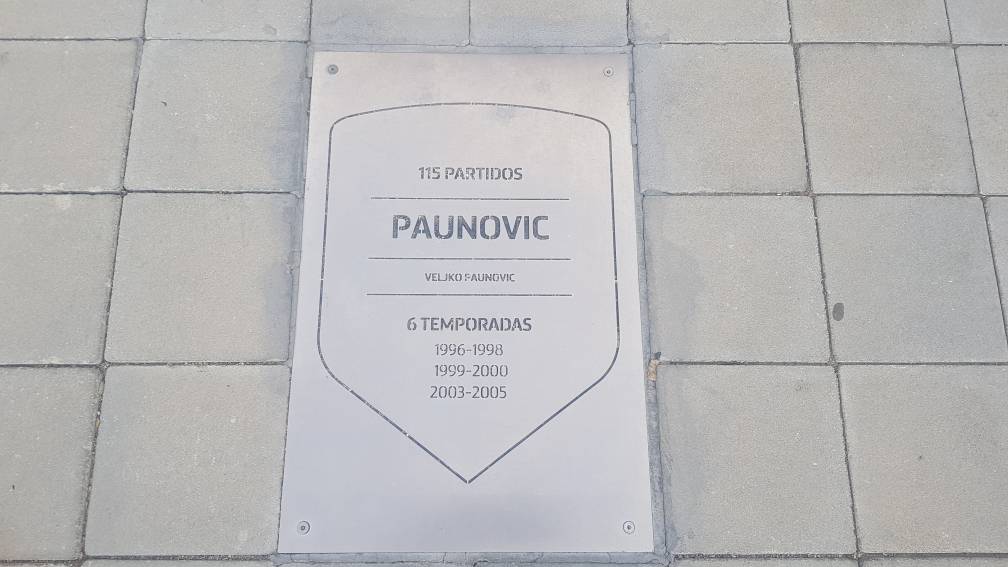 115 PARTIDOS
PAUNOVIC
VELJKO PAUNOVIC
6 TEMPORADAS
1996-1998
1999-2000
2003-2005